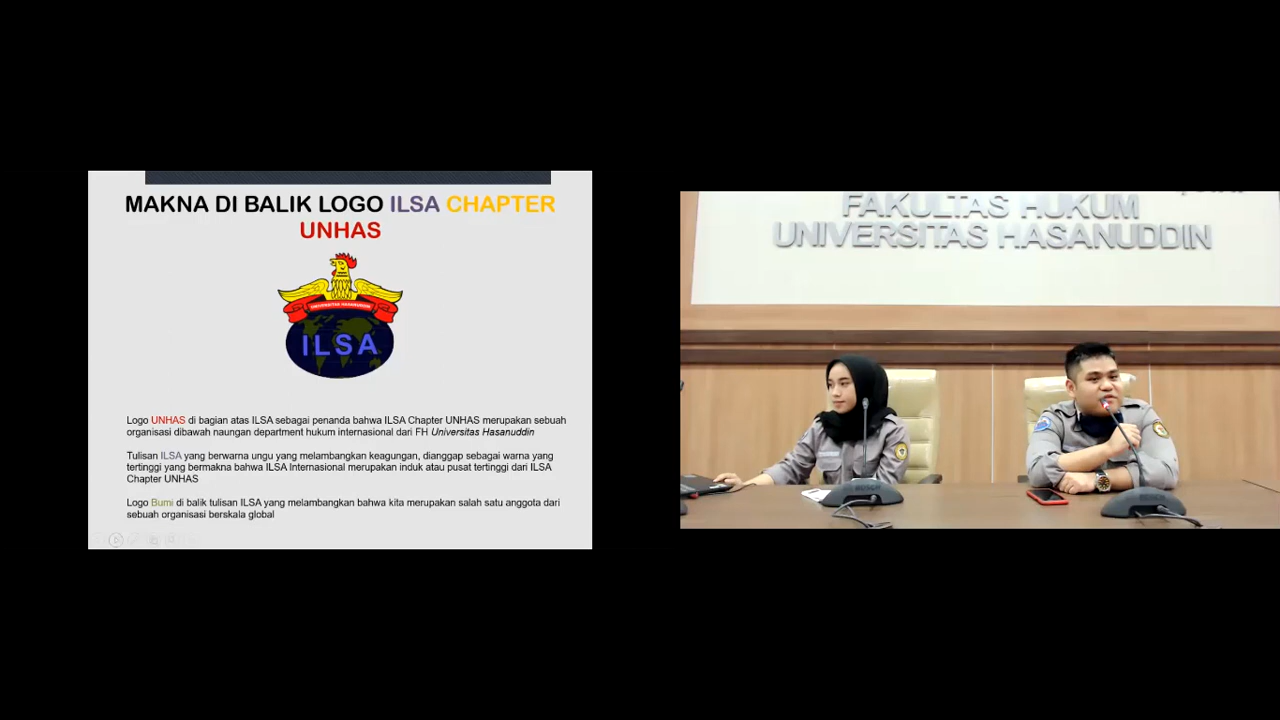 MAKNA DI BALIK LOGO ILSA CHAPTER
UNHAS
UNIVERSITAS HASANUDDIN
ILSA
Logo UNHAS di bagian atas ILSA sebagai penanda bahwa ILSA Chapter UNHAS merupakan sebuah
organisasi dibawah naungan department hukum internasional dari FH Universitas Hasanuddin
Tulisan ILSA yang berwarna ungu yang melambangkan keagungan, dianggap sebagai warna yang
tertinggi yang bermakna bahwa ILSA Internasional merupakan induk atau pusat tertinggi dari ILSA
Chapter UNHAS
Logo Bumi di balik tulisan ILSA yang melambangkan bahwa kita merupakan salah satu anggota dari
sebuah organisasi berskala global
FAKULTAS HUKUM
UNIVERSITAS HASANUDDIN
BOSCH
BOSCH